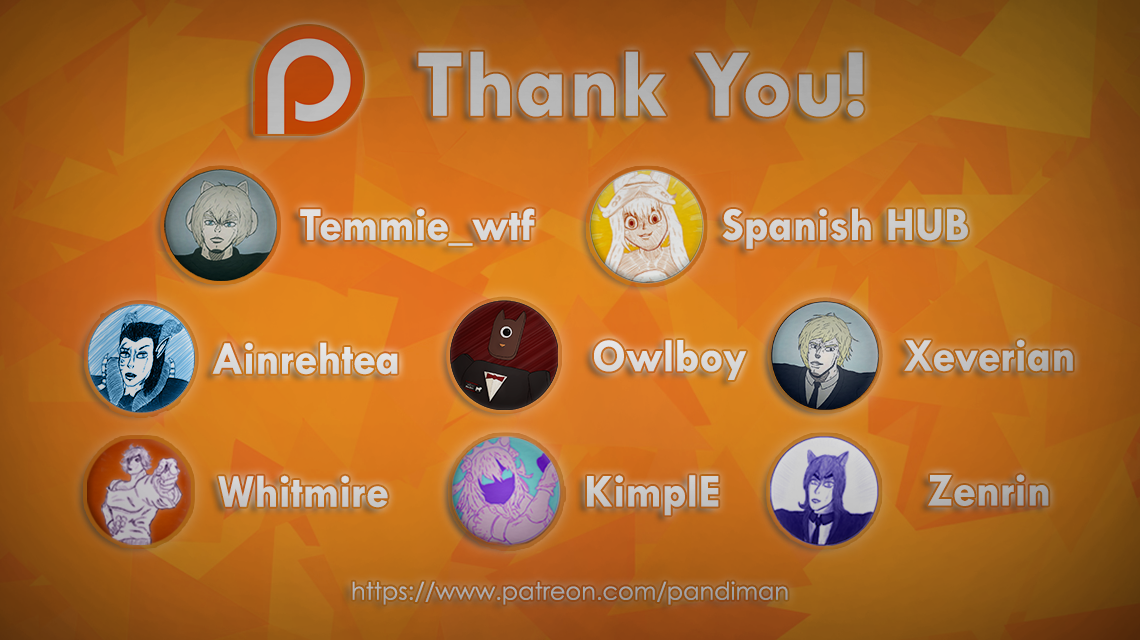 Thank You!
Temmie_wtf
Spanish HUB
Ainrehtea
Owlboy
Xeverian
Whitmire
KimplE
Zenrin
https://www.patreon.com/pandiman